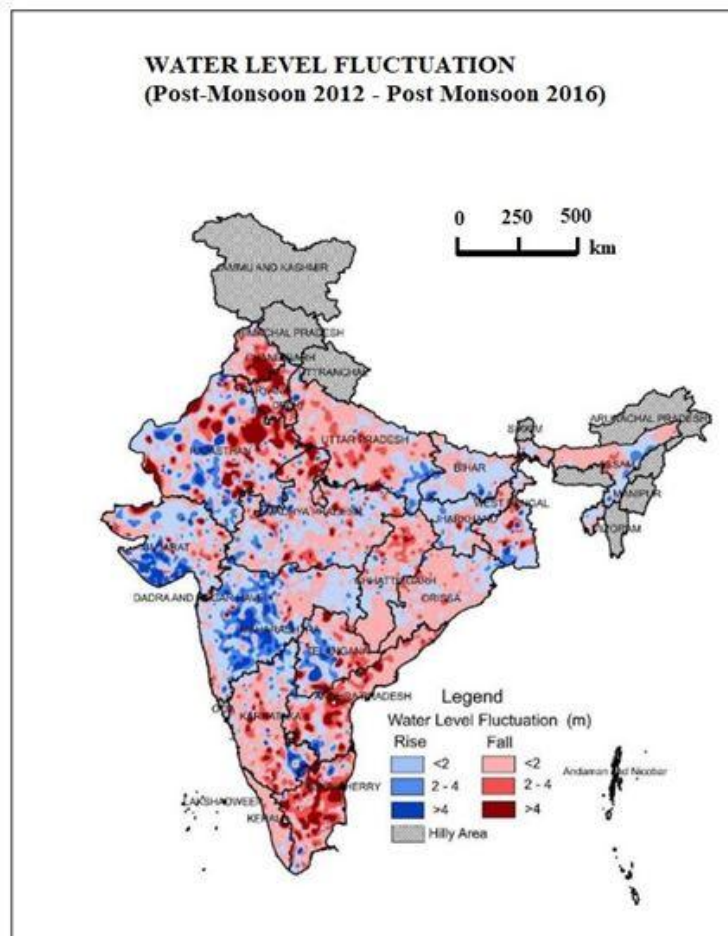 WATER LEVEL FLUCTUATION
(Post-Monsoon 2012 - Post Monsoon 2016)
0 250 500
km
JAMMU AND KASHMIR
HIMACHAL PRADESH
UTTRANCHAL
ARUNACHAL PRADESH
SIKKIM
RAJASTHAN
UTTAR PRADESH
BIHAR
ASSAM
MANIPUR
MIZORAM
WEST BENGAL
JHARKHAND
MADHYA PRADESH
GUJARAT
CHHATTISGARH
ORISSA
DADRA AND NAGAR HAVELI
MAHARASHTRA
TELANGANA
ANDHRA PRADESH
GOA
KARNATAKA
LAKSHADWEEP
KERALA
Andaman and Nicobar
Legend
Water Level Fluctuation (m)
Rise Fall
<2 <2
2 - 4 2 - 4
>4 >4
Hilly Area